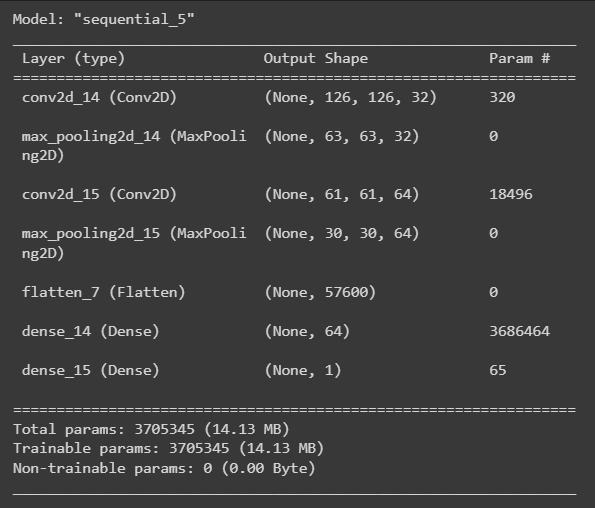 Model: "sequential_5"
_________________________________________________________________
Layer (type) Output Shape Param #
=================================================================
conv2d_14 (Conv2D) (None, 126, 126, 32) 320
max_pooling2d_14 (MaxPooli (None, 63, 63, 32) 0
ng2D)
conv2d_15 (Conv2D) (None, 61, 61, 64) 18496
max_pooling2d_15 (MaxPooli (None, 30, 30, 64) 0
ng2D)
flatten_7 (Flatten) (None, 57600) 0
dense_14 (Dense) (None, 64) 3686464
dense_15 (Dense) (None, 1) 65
=================================================================
Total params: 3705345 (14.13 MB)
Trainable params: 3705345 (14.13 MB)
Non-trainable params: 0 (0.00 Byte)
_________________________________________________________________